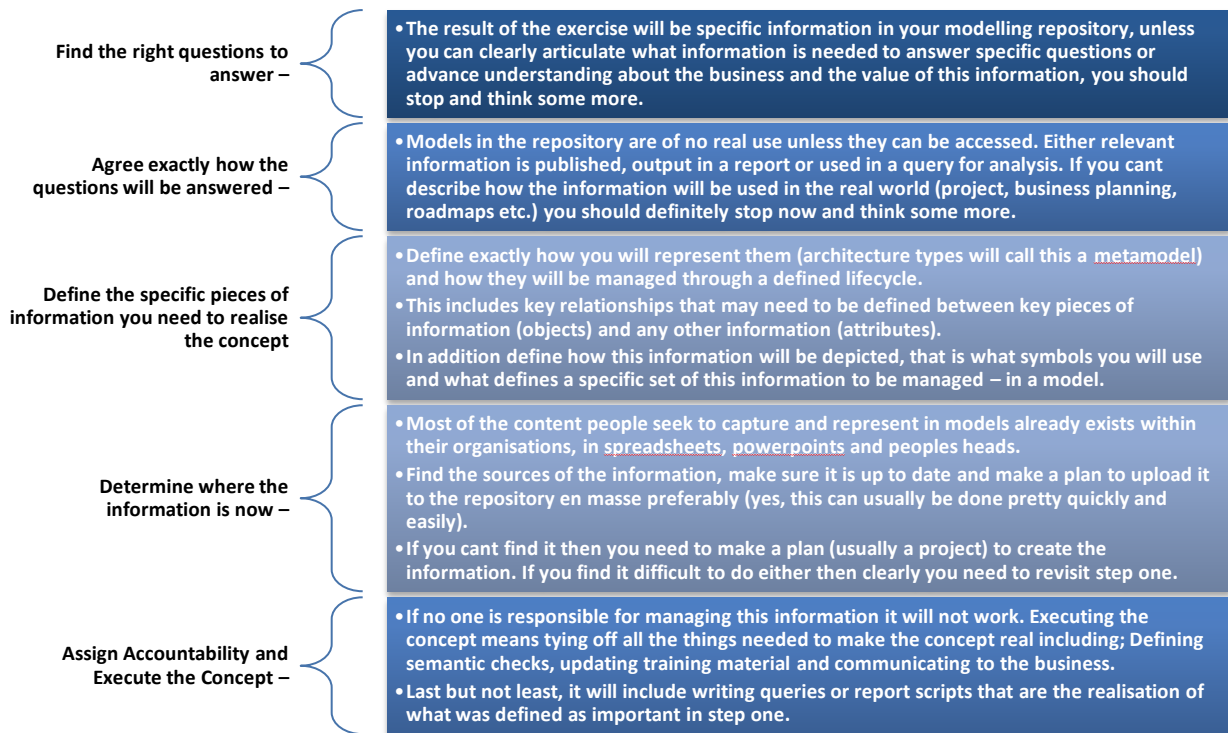 Find the right questions to
answer –
• The result of the exercise will be specific information in your modelling repository, unless
you can clearly articulate what information is needed to answer specific questions or
advance understanding about the business and the value of this information, you should
stop and think some more.
Agree exactly how the
questions will be answered –
• Models in the repository are of no real use unless they can be accessed. Either relevant
information is published, output in a report or used in a query for analysis. If you cant
describe how the information will be used in the real world (project, business planning,
roadmaps etc.) you should definitely stop now and think some more.
Define the specific pieces of
information you need to realise
the concept
• Define exactly how you will represent them (architecture types will call this a metamodel)
and how they will be managed through a defined lifecycle.
• This includes key relationships that may need to be defined between key pieces of
information (objects) and any other information (attributes).
• In addition define how this information will be depicted, that is what symbols you will use
and what defines a specific set of this information to be managed – in a model.
Determine where the
information is now –
• Most of the content people seek to capture and represent in models already exists within
their organisations, in spreadsheets, powerpoints and peoples heads.
• Find the sources of the information, make sure it is up to date and make a plan to upload it
to the repository en masse preferably (yes, this can usually be done pretty quickly and
easily).
• If you cant find it then you need to make a plan (usually a project) to create the
information. If you find it difficult to do either then clearly you need to revisit step one.
Assign Accountability and
Execute the Concept –
• If no one is responsible for managing this information it will not work. Executing the
concept means tying off all the things needed to make the concept real including; Defining
semantic checks, updating training material and communicating to the business.
• Last but not least, it will include writing queries or report scripts that are the realisation of
what was defined as important in step one.